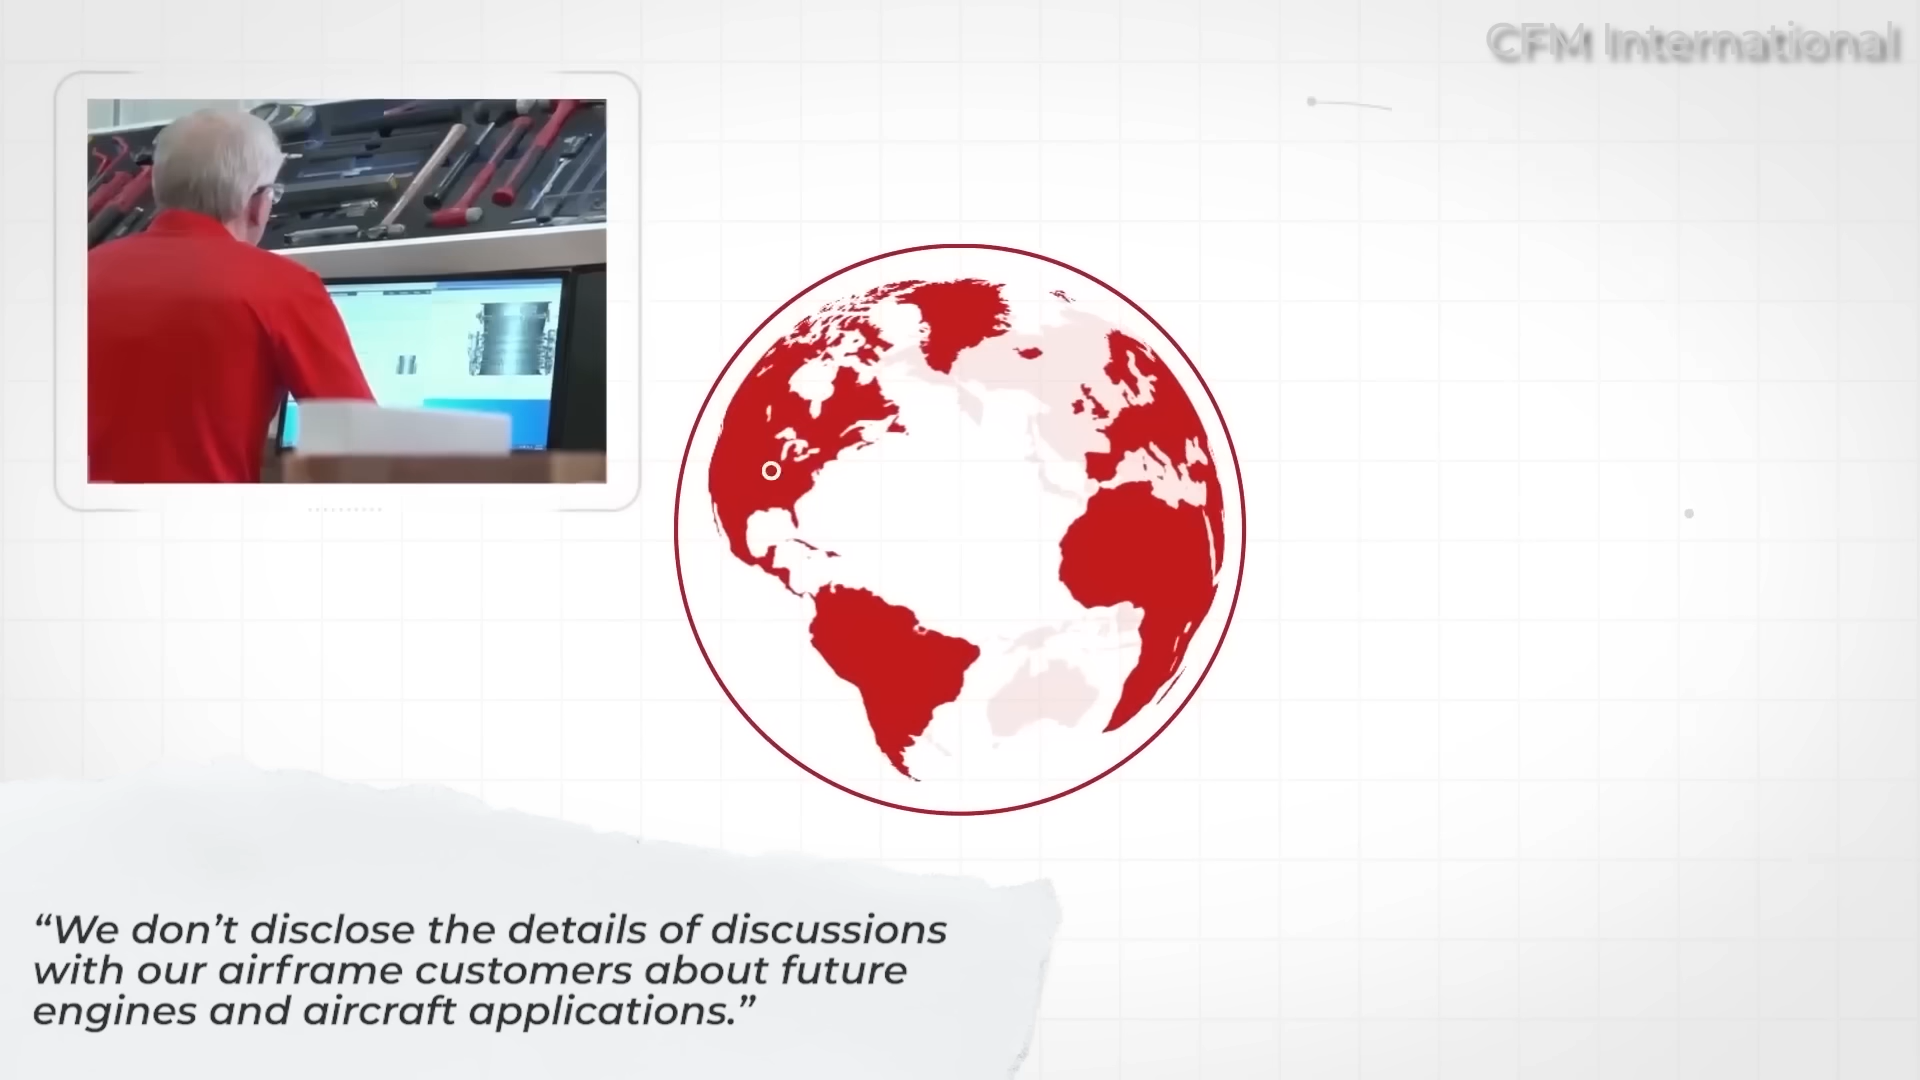 CFM International
“We don’t disclose the details of discussions
with our airframe customers about future
engines and aircraft applications.”